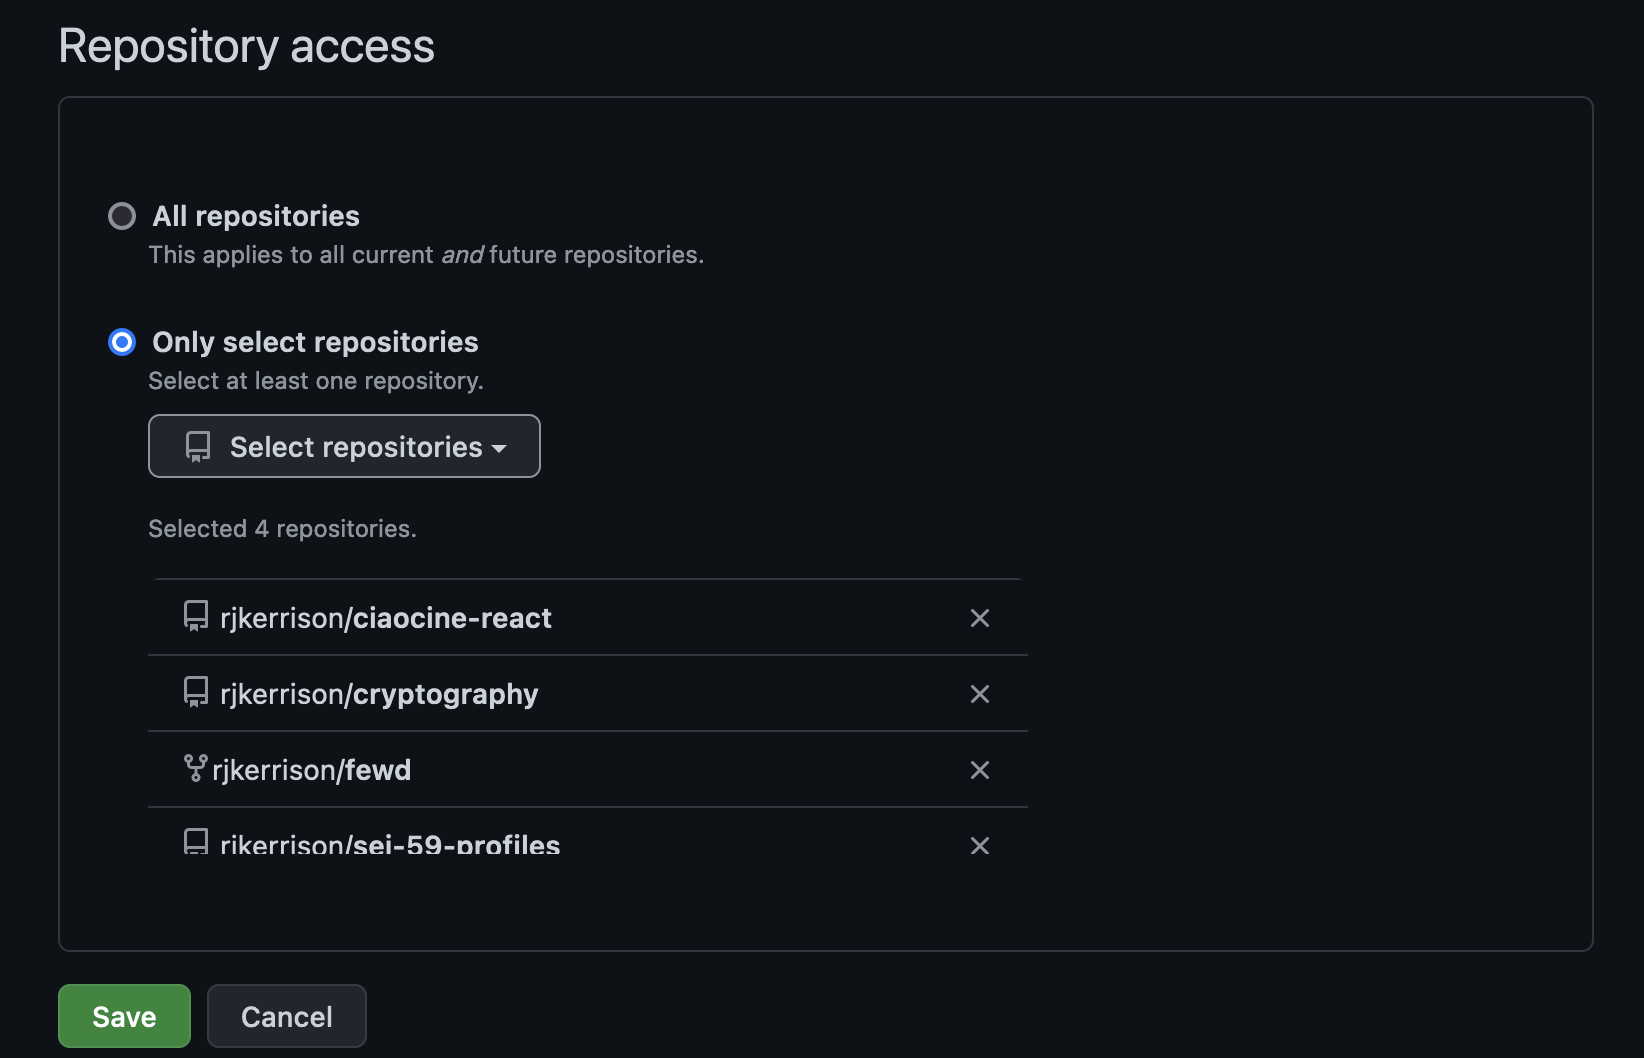 Repository access
All repositories
This applies to all current and future repositories.
Only select repositories
Select at least one repository.
Select repositories
Selected 4 repositories.
rjkerrison/ciaocine-react
rjkerrison/cryptography
rjkerrison/fewd
rjkerrison/sei-59-profiles
Save
Cancel